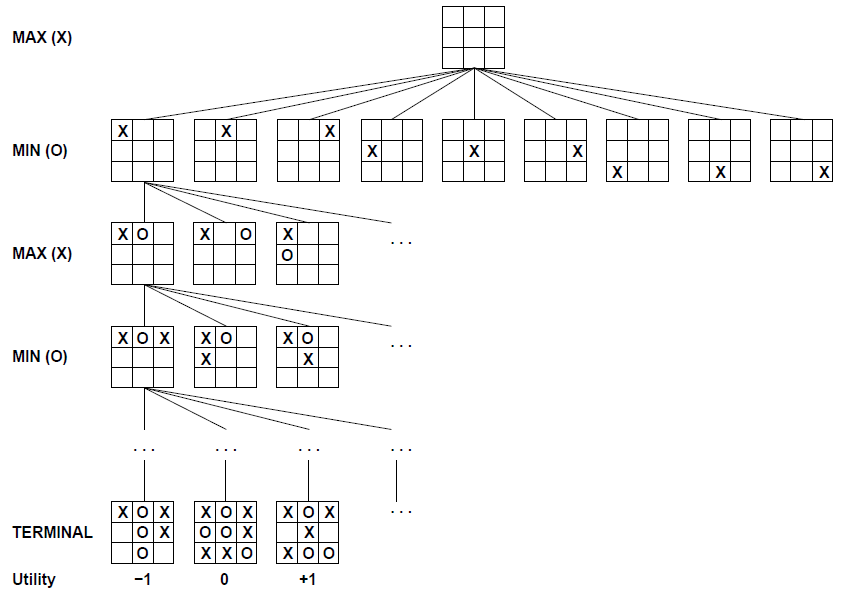 MAX (X)
X X X
MIN (O) X X X
X X X
X O X O X
. . .
MAX (X) O
X O X X O X O
. . .
MIN (O) X X
. . . . . . . . . . . .
X O X X O X X O X . . .
TERMINAL O X O O X X
O X X O X O O
Utility −1 0 +1